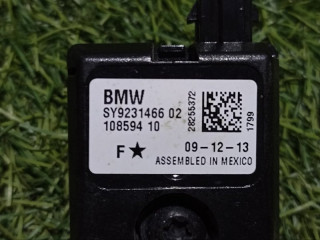 BMW
SY9231466 02
108594 10
F★
09-12-13
ASSEMBLED IN MEXICO
28255372
1799